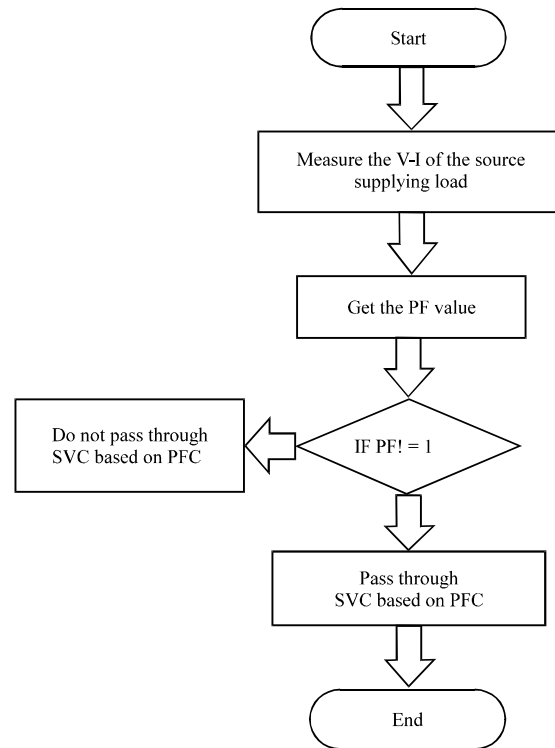 Start
Measure the V-I of the source
supplying load
Get the PF value
IF PF! = 1
Do not pass through
SVC based on PFC
Pass through
SVC based on PFC
End